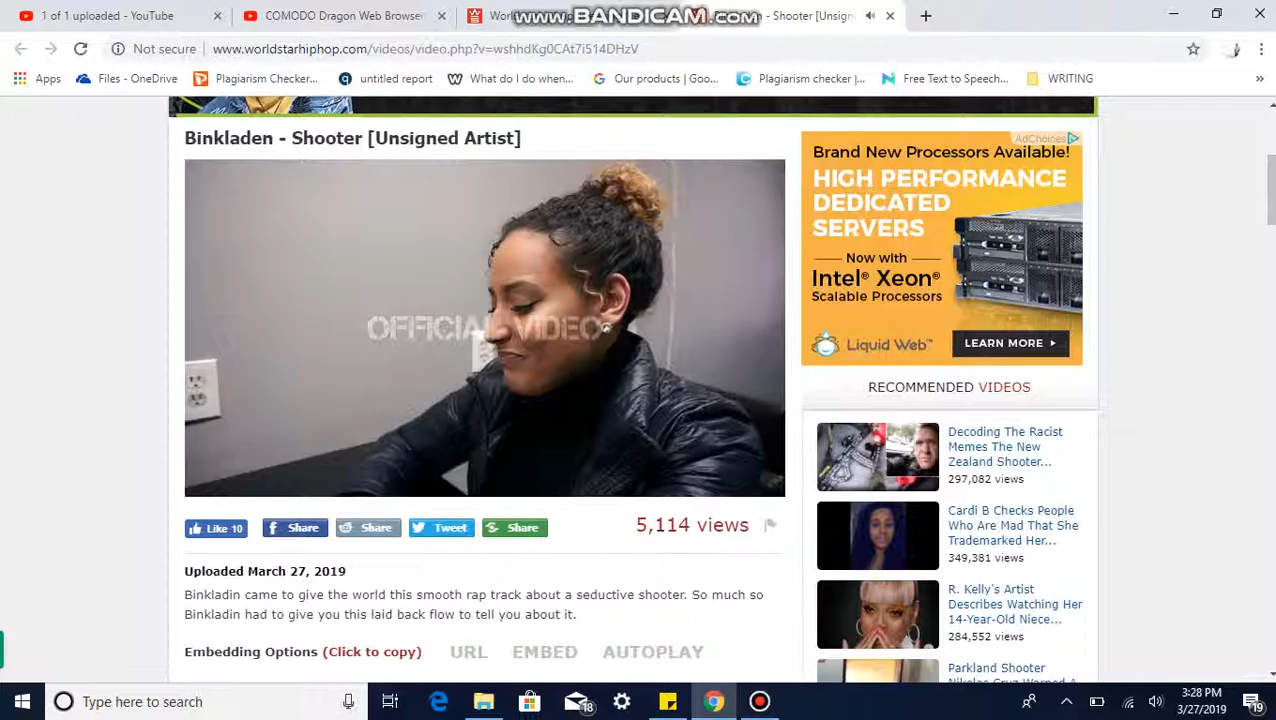 1 of 1 uploaded - YouTube
COMODO Dragon Web Browser
www.BANDICAM.com
- Shooter [Unsign
Not secure
www.worldstarhiphop.com/videos/video.php?v=wshhdKg0CAt7i514DHzV
Apps
Files - OneDrive
Plagiarism Checker...
untitled report
What do I do when...
Our products | Goo...
Plagiarism checker |...
Free Text to Speech...
WRITING
»
Binkladen - Shooter [Unsigned Artist]
OFFICIAL VIDEO
AdChoices
Brand New Processors Available!
HIGH PERFORMANCE
DEDICATED
SERVERS
Now with
Intel® Xeon®
Scalable Processors
Liquid Web™
LEARN MORE
RECOMMENDED VIDEOS
Decoding The Racist
Memes The New
Zealand Shooter...
297,082 views
Cardi B Checks People
Who Are Mad That She
Trademarked Her...
349,381 views
R. Kelly's Artist
Describes Watching Her
14-Year-Old Niece...
284,552 views
Parkland Shooter
Like 10
Share
Share
Tweet
Share
5,114 views
Uploaded March 27, 2019
Binkladin came to give the world this smooth rap track about a seductive shooter. So much so
Binkladin had to give you this laid back flow to tell you about it.
Embedding Options (Click to copy)
URL
EMBED
AUTOPLAY
Type here to search
18
3:28 PM
3/27/2019
19